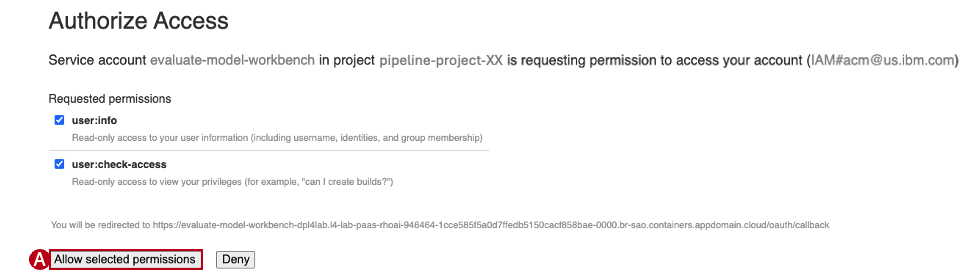 Authorize Access
Service account evaluate-model-workbench in project pipeline-project-XX is requesting permission to access your account (IAM#acm@us.ibm.com)
Requested permissions
user:info
Read-only access to your user information (including username, identities, and group membership)
user:check-access
Read-only access to view your privileges (for example, "can I create builds?")
You will be redirected to https://evaluate-model-workbench-dpl4lab.l4-lab-paas-rhoai-946464-1cce585f5a0d7ffedb5150cacf858bae-0000.br-sao.containers.appdomain.cloud/oauth/callback
A Allow selected permissions Deny